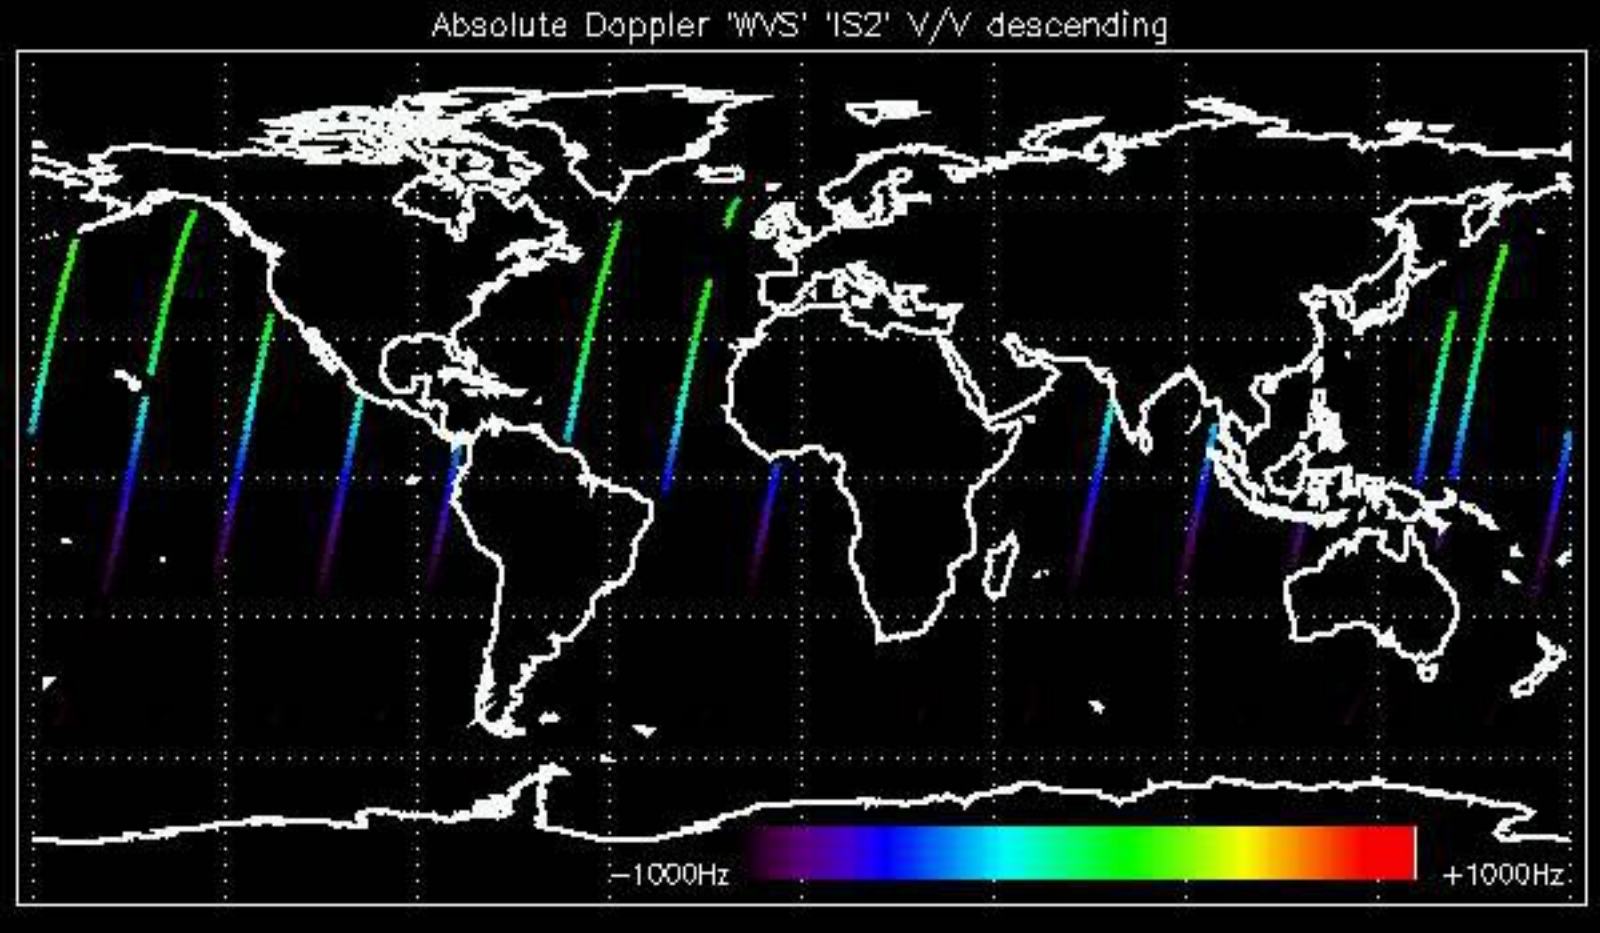 Absolute Doppler 'WVS' 'IS2' V/V descending
−1000Hz
+1000Hz